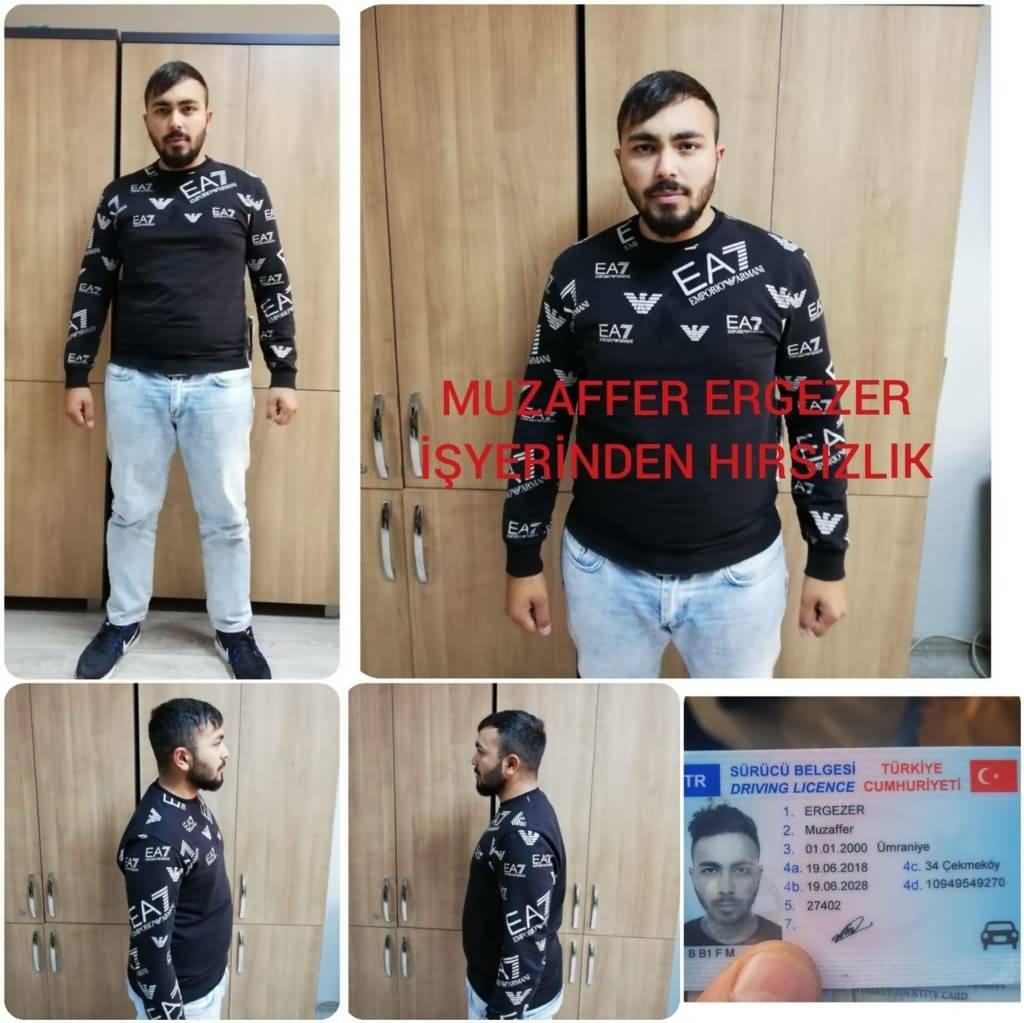 EA7
EMPORIO ARMANI
MUZAFFER ERGEZER
İŞYERİNDEN HIRSIZLIK
TR SÜRÜCÜ BELGESİ TÜRKİYE
DRIVING LICENCE CUMHURİYETİ
1. ERGEZER
2. Muzaffer
3. 01.01.2000 Ümraniye
4a. 19.06.2018 4c. 34 Çekmeköy
4b. 19.06.2028 4d. 10949549270
5. 27402
7.
B B1 F M